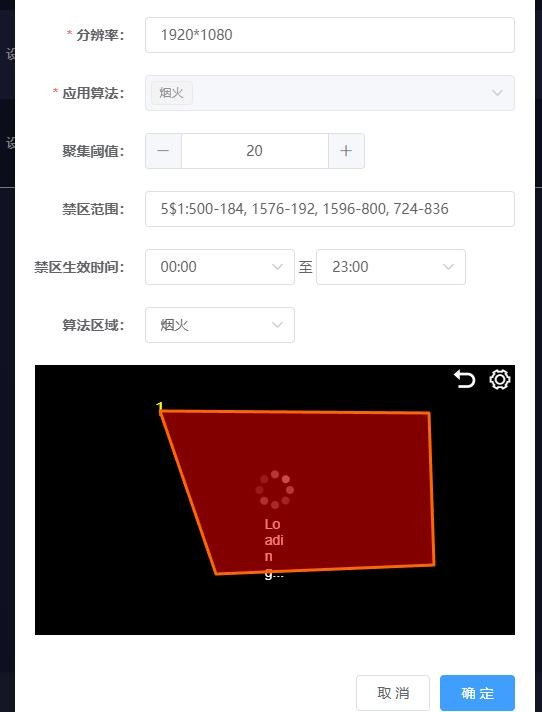 * 分辨率：
1920*1080
设
* 应用算法：
烟火
聚集阈值：
20
设
禁区范围：
5$1:500-184, 1576-192, 1596-800, 724-836
禁区生效时间：
00:00
至
23:00
算法区域：
烟火
1
Lo
adi
n
g...
取 消
确 定